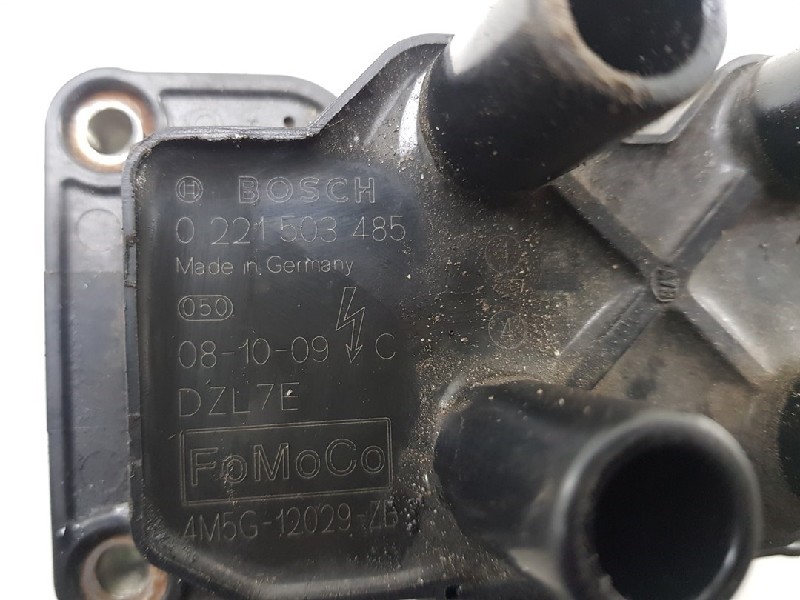 BOSCH
0 221 503 485
Made in Germany
050
08-10-09 C
DZL7E
FoMoCo
4M5G-12029-ZB